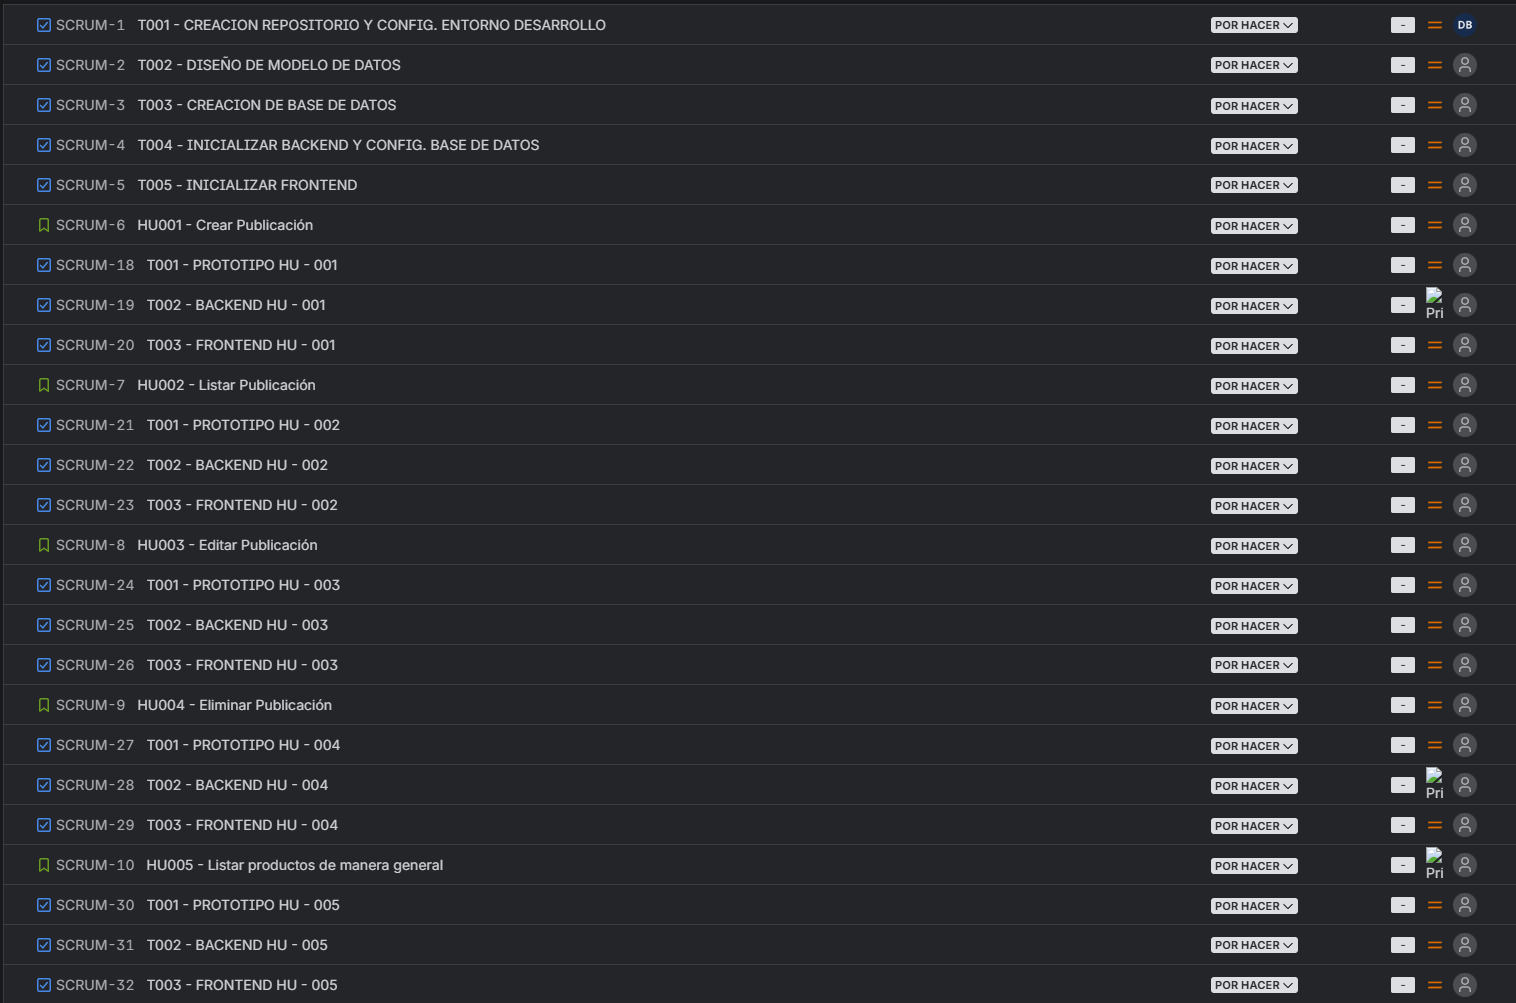 SCRUM-1 T001 - CREACION REPOSITORIO Y CONFIG. ENTORNO DESARROLLO POR HACER - DB
SCRUM-2 T002 - DISEÑO DE MODELO DE DATOS POR HACER -
SCRUM-3 T003 - CREACION DE BASE DE DATOS POR HACER -
SCRUM-4 T004 - INICIALIZAR BACKEND Y CONFIG. BASE DE DATOS POR HACER -
SCRUM-5 T005 - INICIALIZAR FRONTEND POR HACER -
SCRUM-6 HU001 - Crear Publicación POR HACER -
SCRUM-18 T001 - PROTOTIPO HU - 001 POR HACER -
SCRUM-19 T002 - BACKEND HU - 001 POR HACER - Pri
SCRUM-20 T003 - FRONTEND HU - 001 POR HACER -
SCRUM-7 HU002 - Listar Publicación POR HACER -
SCRUM-21 T001 - PROTOTIPO HU - 002 POR HACER -
SCRUM-22 T002 - BACKEND HU - 002 POR HACER -
SCRUM-23 T003 - FRONTEND HU - 002 POR HACER -
SCRUM-8 HU003 - Editar Publicación POR HACER -
SCRUM-24 T001 - PROTOTIPO HU - 003 POR HACER -
SCRUM-25 T002 - BACKEND HU - 003 POR HACER -
SCRUM-26 T003 - FRONTEND HU - 003 POR HACER -
SCRUM-9 HU004 - Eliminar Publicación POR HACER -
SCRUM-27 T001 - PROTOTIPO HU - 004 POR HACER -
SCRUM-28 T002 - BACKEND HU - 004 POR HACER - Pri
SCRUM-29 T003 - FRONTEND HU - 004 POR HACER -
SCRUM-10 HU005 - Listar productos de manera general POR HACER - Pri
SCRUM-30 T001 - PROTOTIPO HU - 005 POR HACER -
SCRUM-31 T002 - BACKEND HU - 005 POR HACER -
SCRUM-32 T003 - FRONTEND HU - 005 POR HACER -